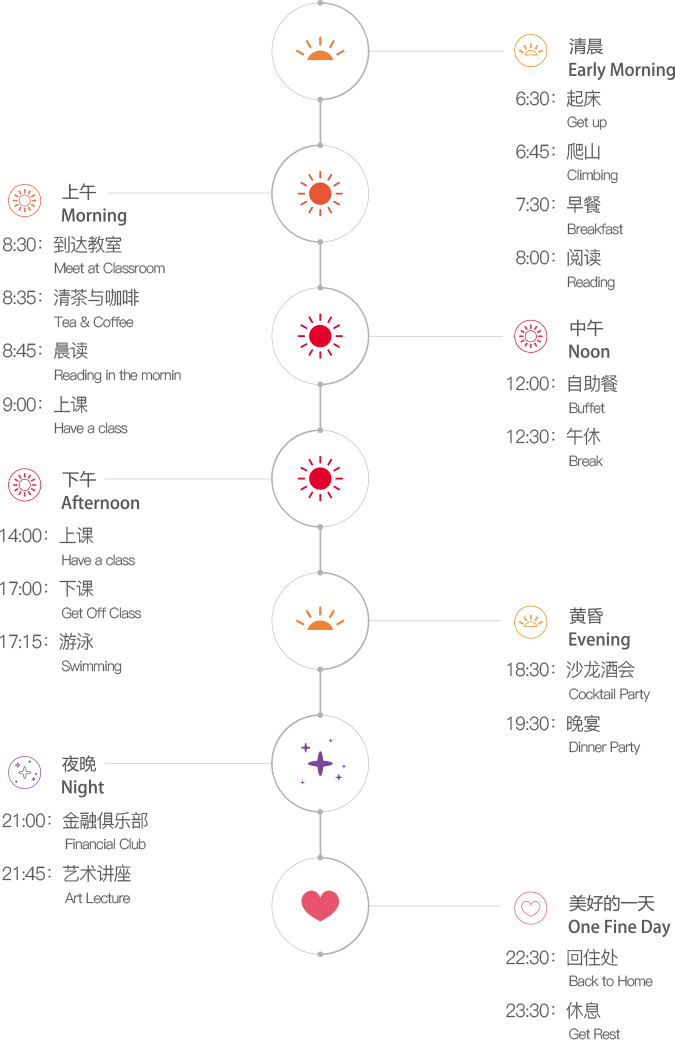 清晨
Early Morning
6:30：起床
Get up
6:45：爬山
Climbing
7:30：早餐
Breakfast
8:00：阅读
Reading
上午
Morning
8:30：到达教室
Meet at Classroom
8:35：清茶与咖啡
Tea & Coffee
8:45：晨读
Reading in the mornin
9:00：上课
Have a class
中午
Noon
12:00：自助餐
Buffet
12:30：午休
Break
下午
Afternoon
14:00：上课
Have a class
17:00：下课
Get Off Class
17:15：游泳
Swimming
黄昏
Evening
18:30：沙龙酒会
Cocktail Party
19:30：晚宴
Dinner Party
夜晚
Night
21:00：金融俱乐部
Financial Club
21:45：艺术讲座
Art Lecture
美好的一天
One Fine Day
22:30：回住处
Back to Home
23:30：休息
Get Rest